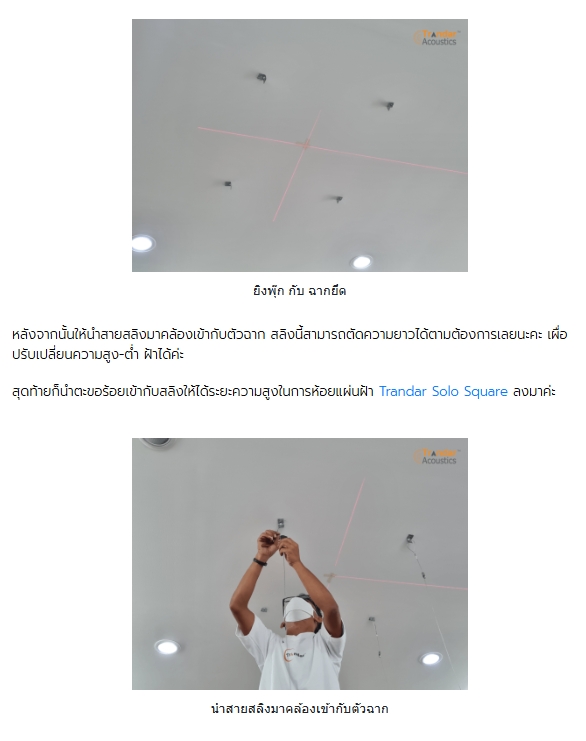 Trandar
Acoustics
ยิงพุ๊ก กับ ฉากยึด
หลังจากนั้นให้นำสายสลิงมาคล้องเข้ากับตัวฉาก สลิงนี้สามารถตัดความยาวได้ตามต้องการเลยนะคะ เผื่อ
ปรับเปลี่ยนความสูง-ต่ำ ฝ้าได้ค่ะ
สุดท้ายก็นำตะขอร้อยเข้ากับสลิงให้ได้ระยะความสูงในการห้อยแผ่นฝ้า Trandar Solo Square ลงมาค่ะ
Trandar
Acoustics
นำสายสลิงมาคล้องเข้ากับตัวฉาก